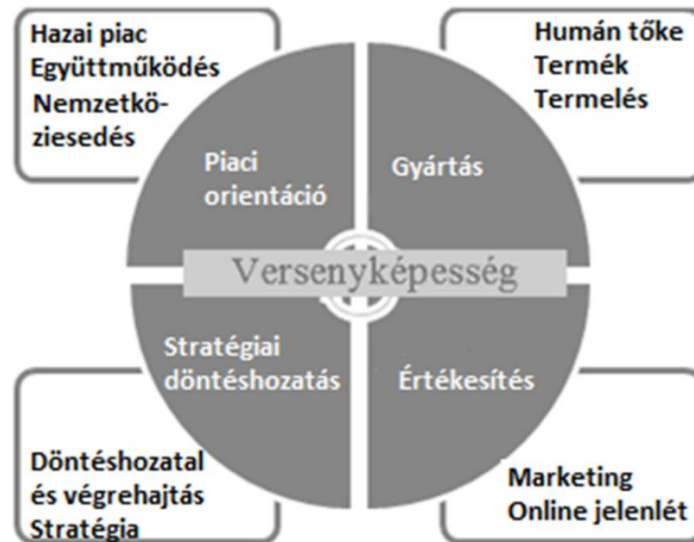 Hazai piac
Együttműködés
Nemzetkö-
ziesedés
Humán tőke
Termék
Termelés
Piaci
orientáció
Gyártás
Versenyképesség
Stratégiai
döntéshozatás
Értékesítés
Döntéshozatal
és végrehajtás
Stratégia
Marketing
Online jelenlét